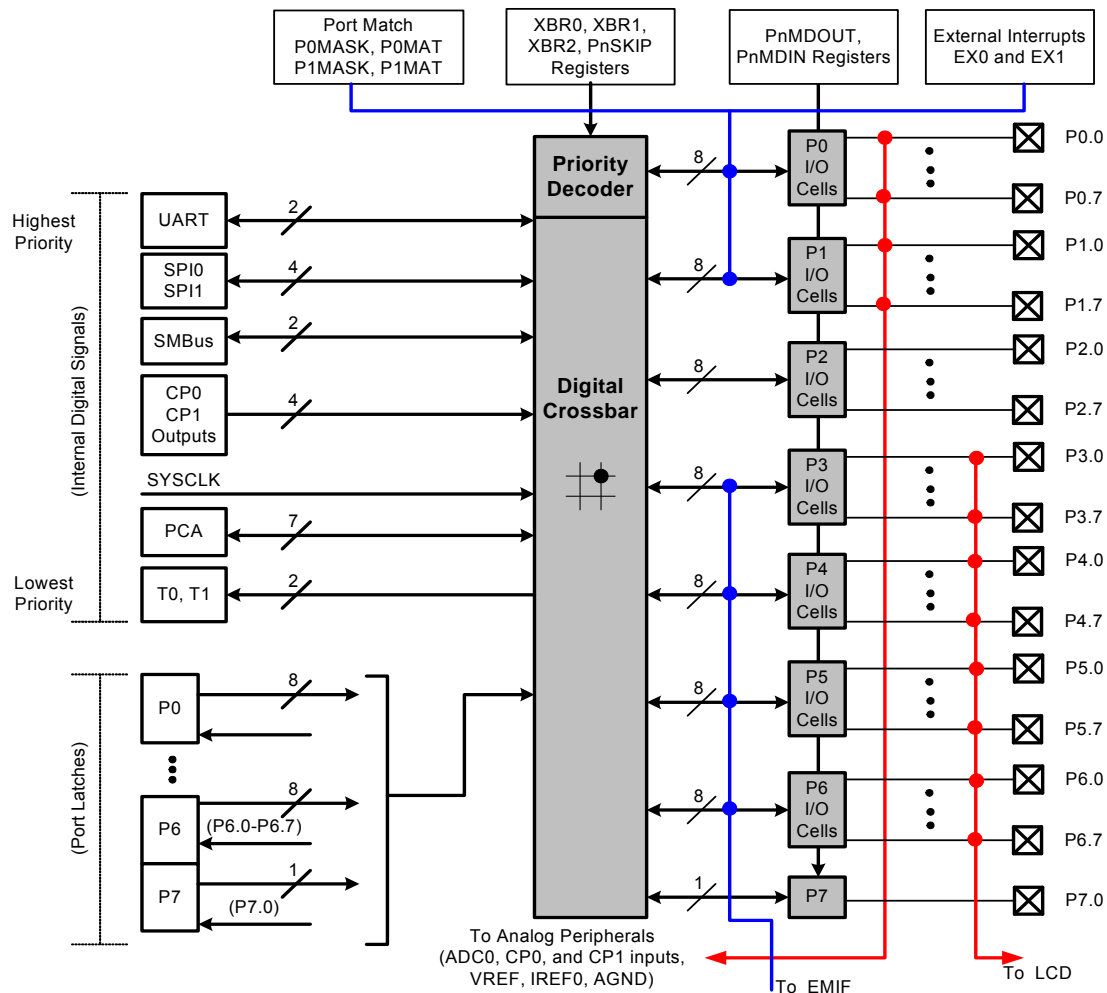 Port Match
P0MASK, P0MAT
P1MASK, P1MAT
XBR0, XBR1,
XBR2, PnSKIP
Registers
PnMDOUT,
PnMDIN Registers
External Interrupts
EX0 and EX1
Highest
Priority
Lowest
Priority
(Internal Digital Signals)
UART
2
SPI0
SPI1
4
SMBus
2
CP0
CP1
Outputs
4
SYSCLK
PCA
7
T0, T1
2
(Port Latches)
P0
8
P6
8
(P6.0-P6.7)
P7
1
(P7.0)
Priority
Decoder
Digital
Crossbar
8
P0
I/O
Cells
P0.0
P0.7
8
P1
I/O
Cells
P1.0
P1.7
8
P2
I/O
Cells
P2.0
P2.7
8
P3
I/O
Cells
P3.0
P3.7
8
P4
I/O
Cells
P4.0
P4.7
8
P5
I/O
Cells
P5.0
P5.7
8
P6
I/O
Cells
P6.0
P6.7
1
P7
P7.0
To Analog Peripherals
(ADC0, CP0, and CP1 inputs,
VREF, IREF0, AGND)
To EMIF
To LCD